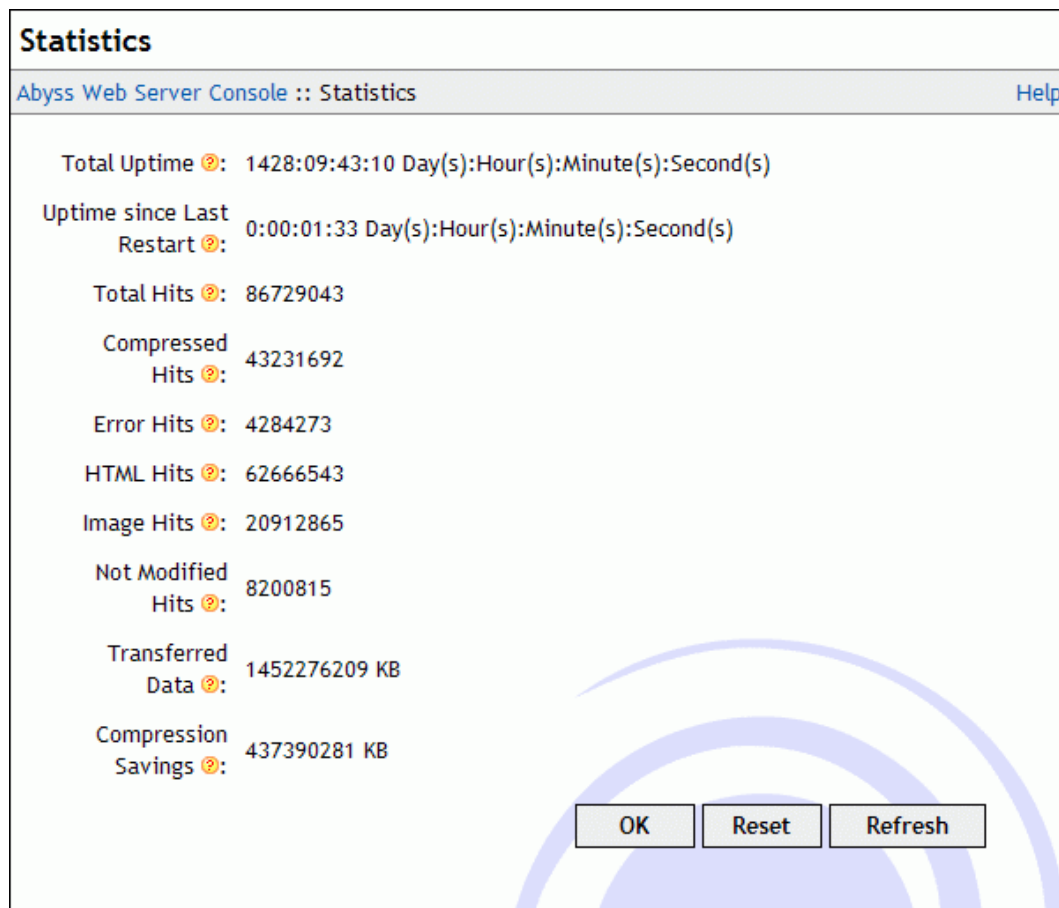 Statistics
Abyss Web Server Console :: Statistics Help
Total Uptime ?: 1428:09:43:10 Day(s):Hour(s):Minute(s):Second(s)
Uptime since Last
Restart ?: 0:00:01:33 Day(s):Hour(s):Minute(s):Second(s)
Total Hits ?: 86729043
Compressed
Hits ?: 43231692
Error Hits ?: 4284273
HTML Hits ?: 62666543
Image Hits ?: 20912865
Not Modified
Hits ?: 8200815
Transferred
Data ?: 1452276209 KB
Compression
Savings ?: 437390281 KB
OK Reset Refresh